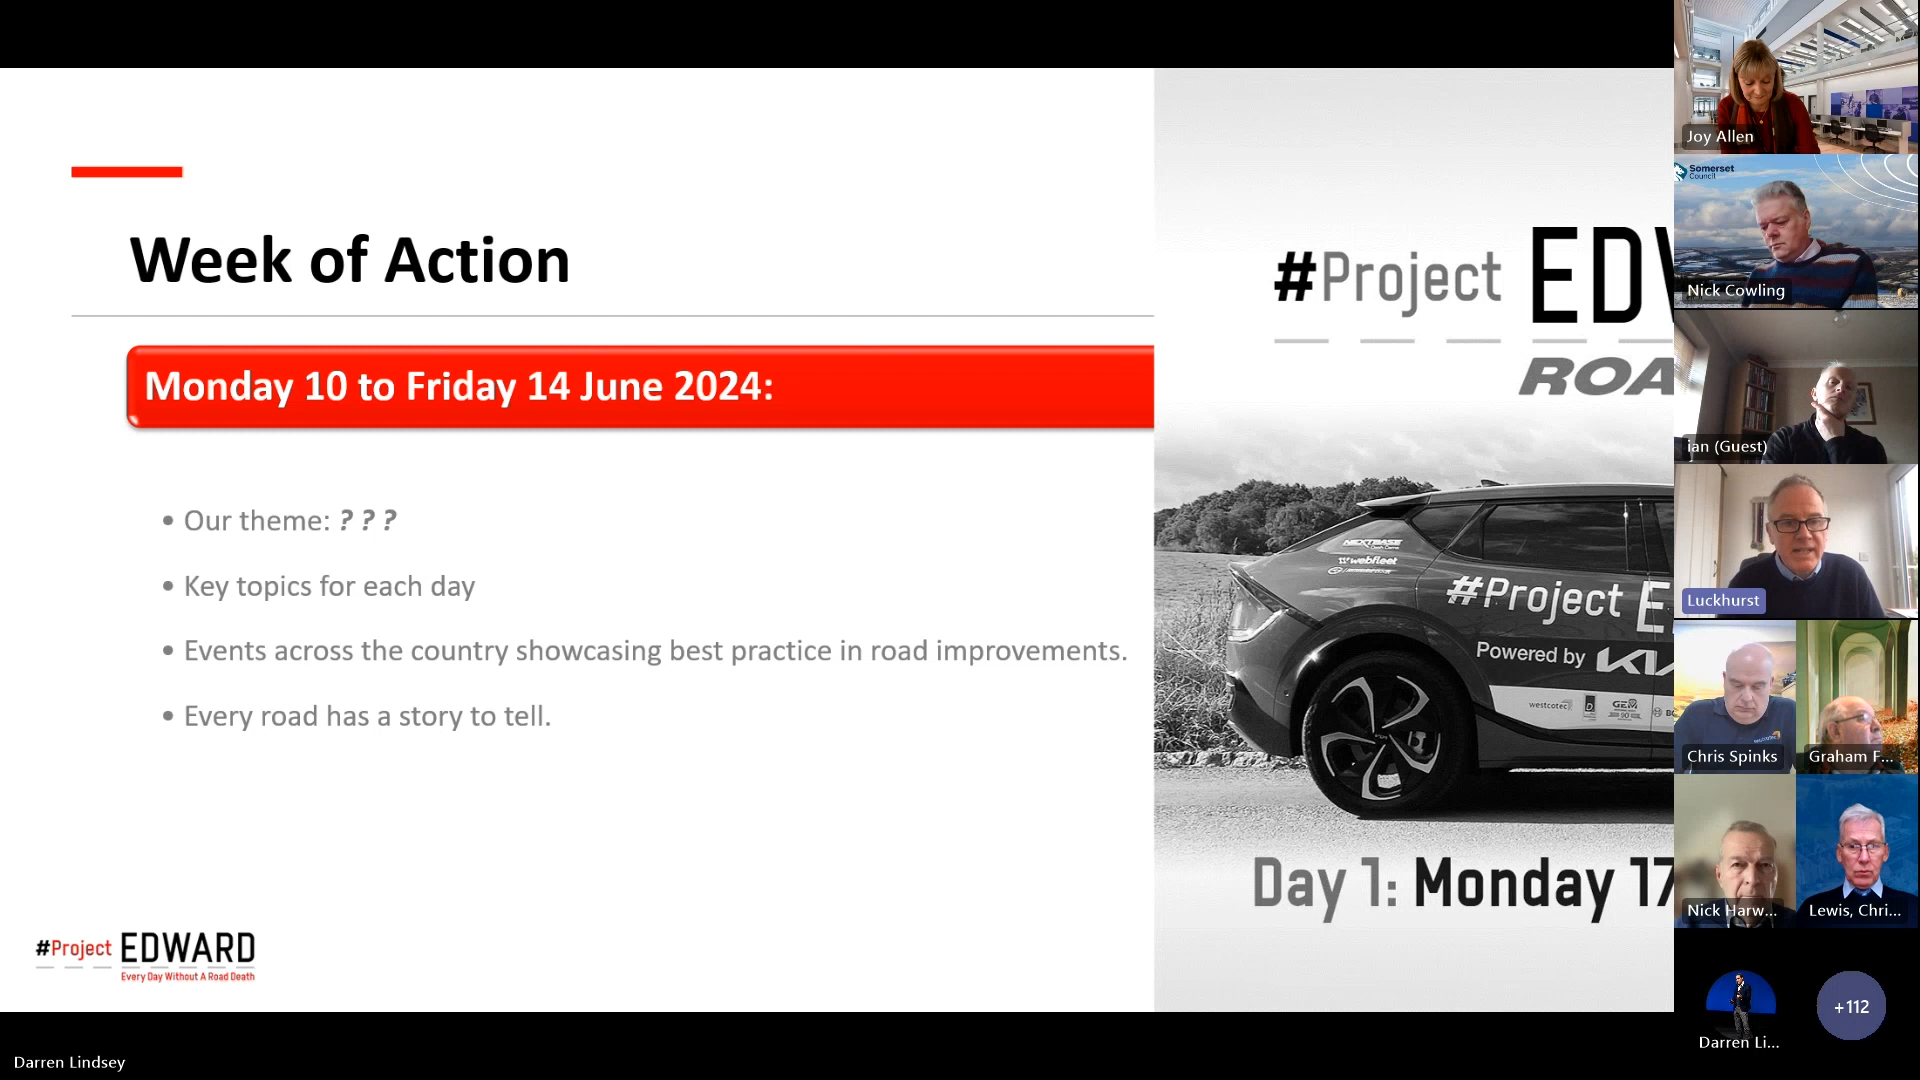 Week of Action
Monday 10 to Friday 14 June 2024:
• Our theme: ? ? ?
• Key topics for each day
• Events across the country showcasing best practice in road improvements.
• Every road has a story to tell.
#Project EDWARD
Every Day Without A Road Death
#Project ED
ROA
NEXTBASE
webfleet
#Project E
Powered by KIA
westcotec
GEM
Day 1: Monday 17
Joy Allen
Somerset
Council
Nick Cowling
ian (Guest)
Luckhurst
Chris Spinks
Graham F...
Nick Harw...
Lewis, Chri...
Darren Li...
+112
Darren Lindsey